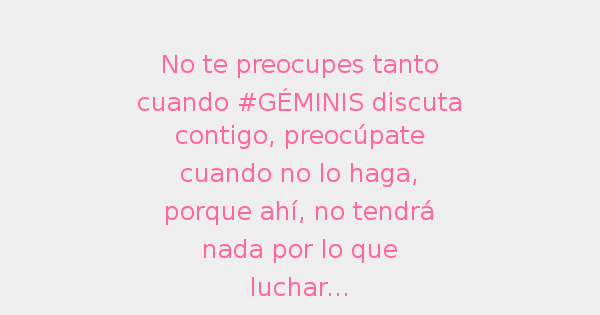 No te preocupes tanto
cuando #GÉMINIS discuta
contigo, preocúpate
cuando no lo haga,
porque ahí, no tendrá
nada por lo que
luchar...